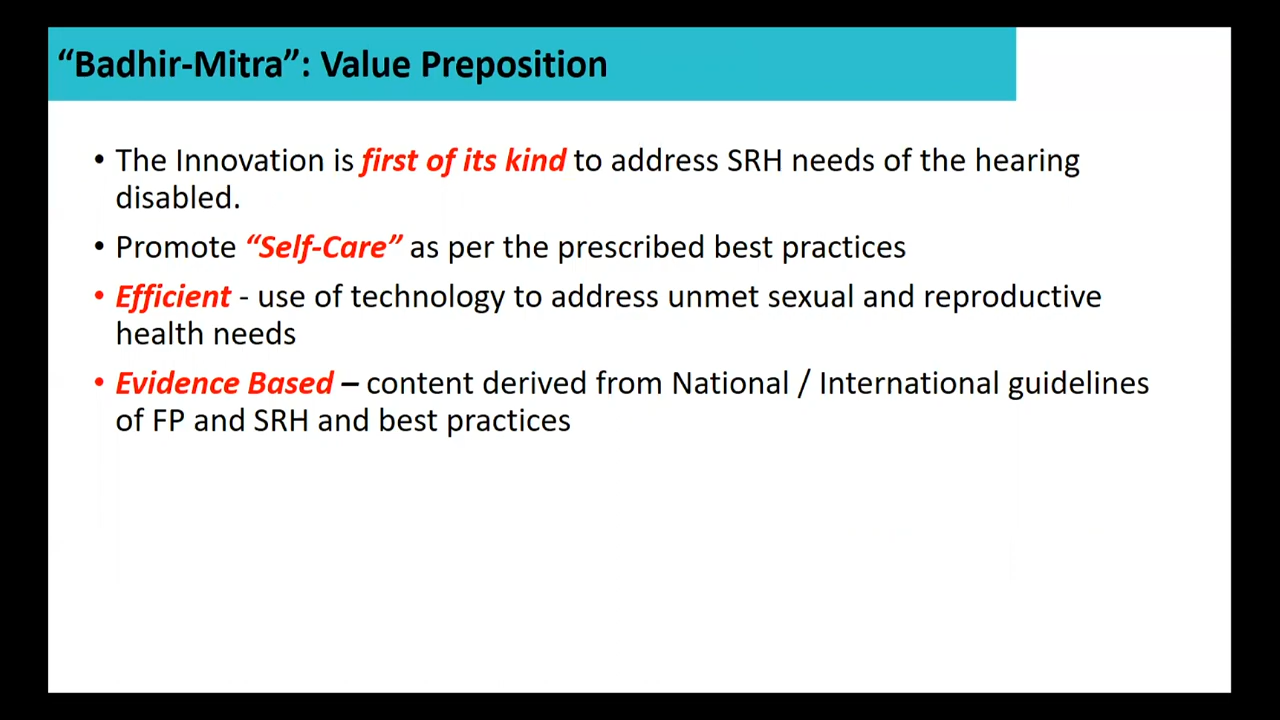 “Badhir-Mitra”: Value Preposition
• The Innovation is first of its kind to address SRH needs of the hearing
disabled.
• Promote “Self-Care” as per the prescribed best practices
• Efficient - use of technology to address unmet sexual and reproductive
health needs
• Evidence Based – content derived from National / International guidelines
of FP and SRH and best practices